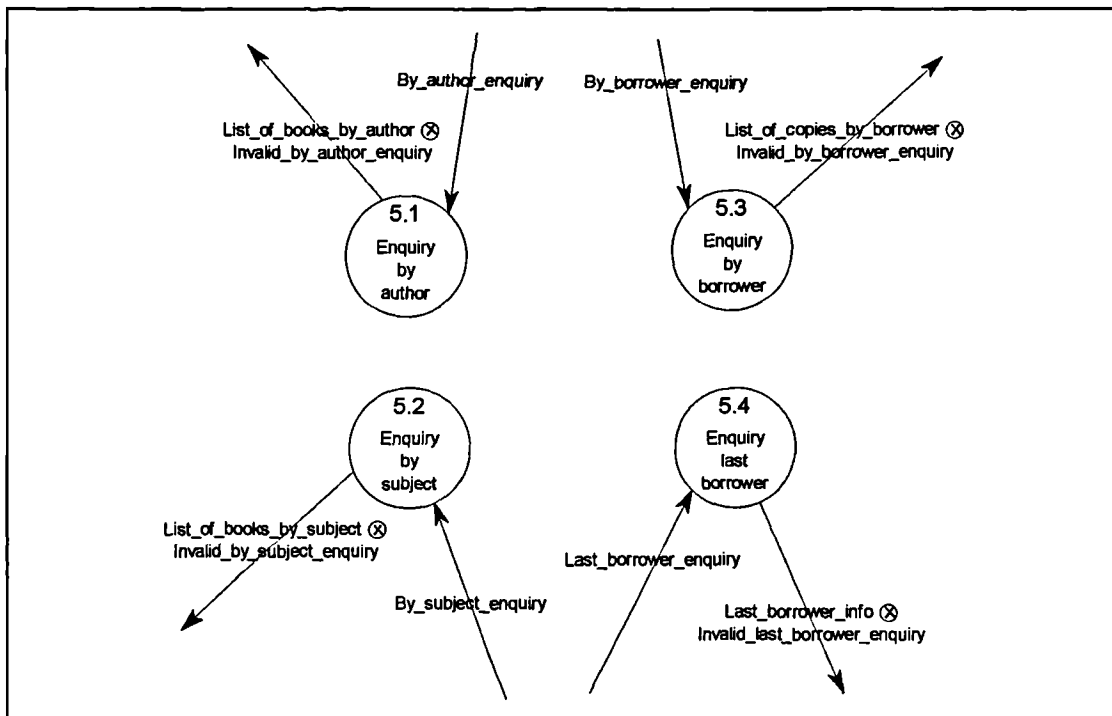 By_author_enquiry
List_of_books_by_author ⊗
Invalid_by_author_enquiry
5.1
Enquiry
by
author
By_borrower_enquiry
List_of_copies_by_borrower ⊗
Invalid_by_borrower_enquiry
5.3
Enquiry
by
borrower
5.2
Enquiry
by
subject
List_of_books_by_subject ⊗
Invalid_by_subject_enquiry
By_subject_enquiry
5.4
Enquiry
last
borrower
Last_borrower_enquiry
Last_borrower_info ⊗
Invalid_last_borrower_enquiry